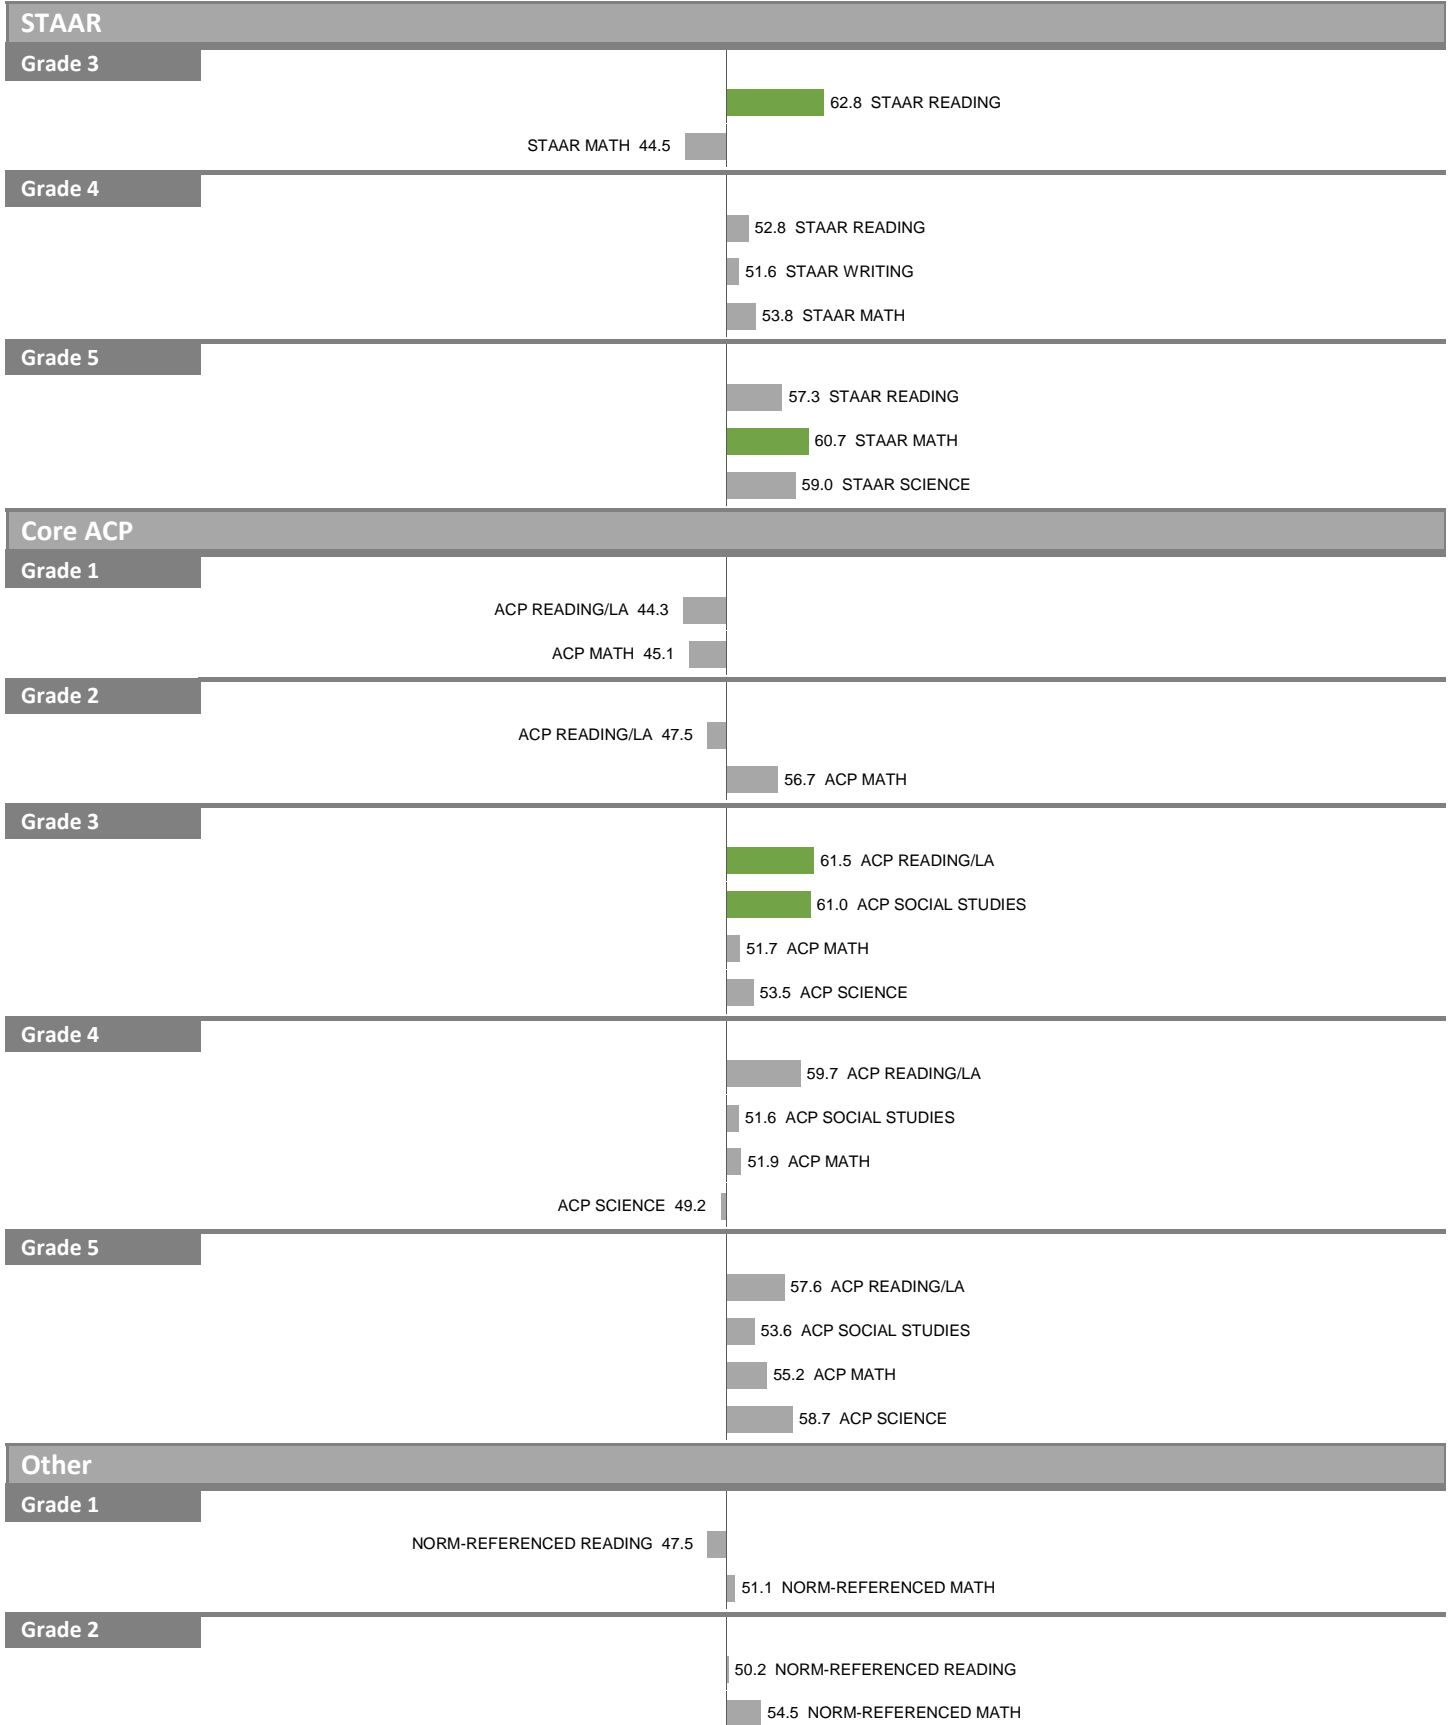 STAAR
Grade 3
62.8 STAAR READING
STAAR MATH 44.5
Grade 4
52.8 STAAR READING
51.6 STAAR WRITING
53.8 STAAR MATH
Grade 5
57.3 STAAR READING
60.7 STAAR MATH
59.0 STAAR SCIENCE
Core ACP
Grade 1
ACP READING/LA 44.3
ACP MATH 45.1
Grade 2
ACP READING/LA 47.5
56.7 ACP MATH
Grade 3
61.5 ACP READING/LA
61.0 ACP SOCIAL STUDIES
51.7 ACP MATH
53.5 ACP SCIENCE
Grade 4
59.7 ACP READING/LA
51.6 ACP SOCIAL STUDIES
51.9 ACP MATH
ACP SCIENCE 49.2
Grade 5
57.6 ACP READING/LA
53.6 ACP SOCIAL STUDIES
55.2 ACP MATH
58.7 ACP SCIENCE
Other
Grade 1
NORM-REFERENCED READING 47.5
51.1 NORM-REFERENCED MATH
Grade 2
50.2 NORM-REFERENCED READING
54.5 NORM-REFERENCED MATH